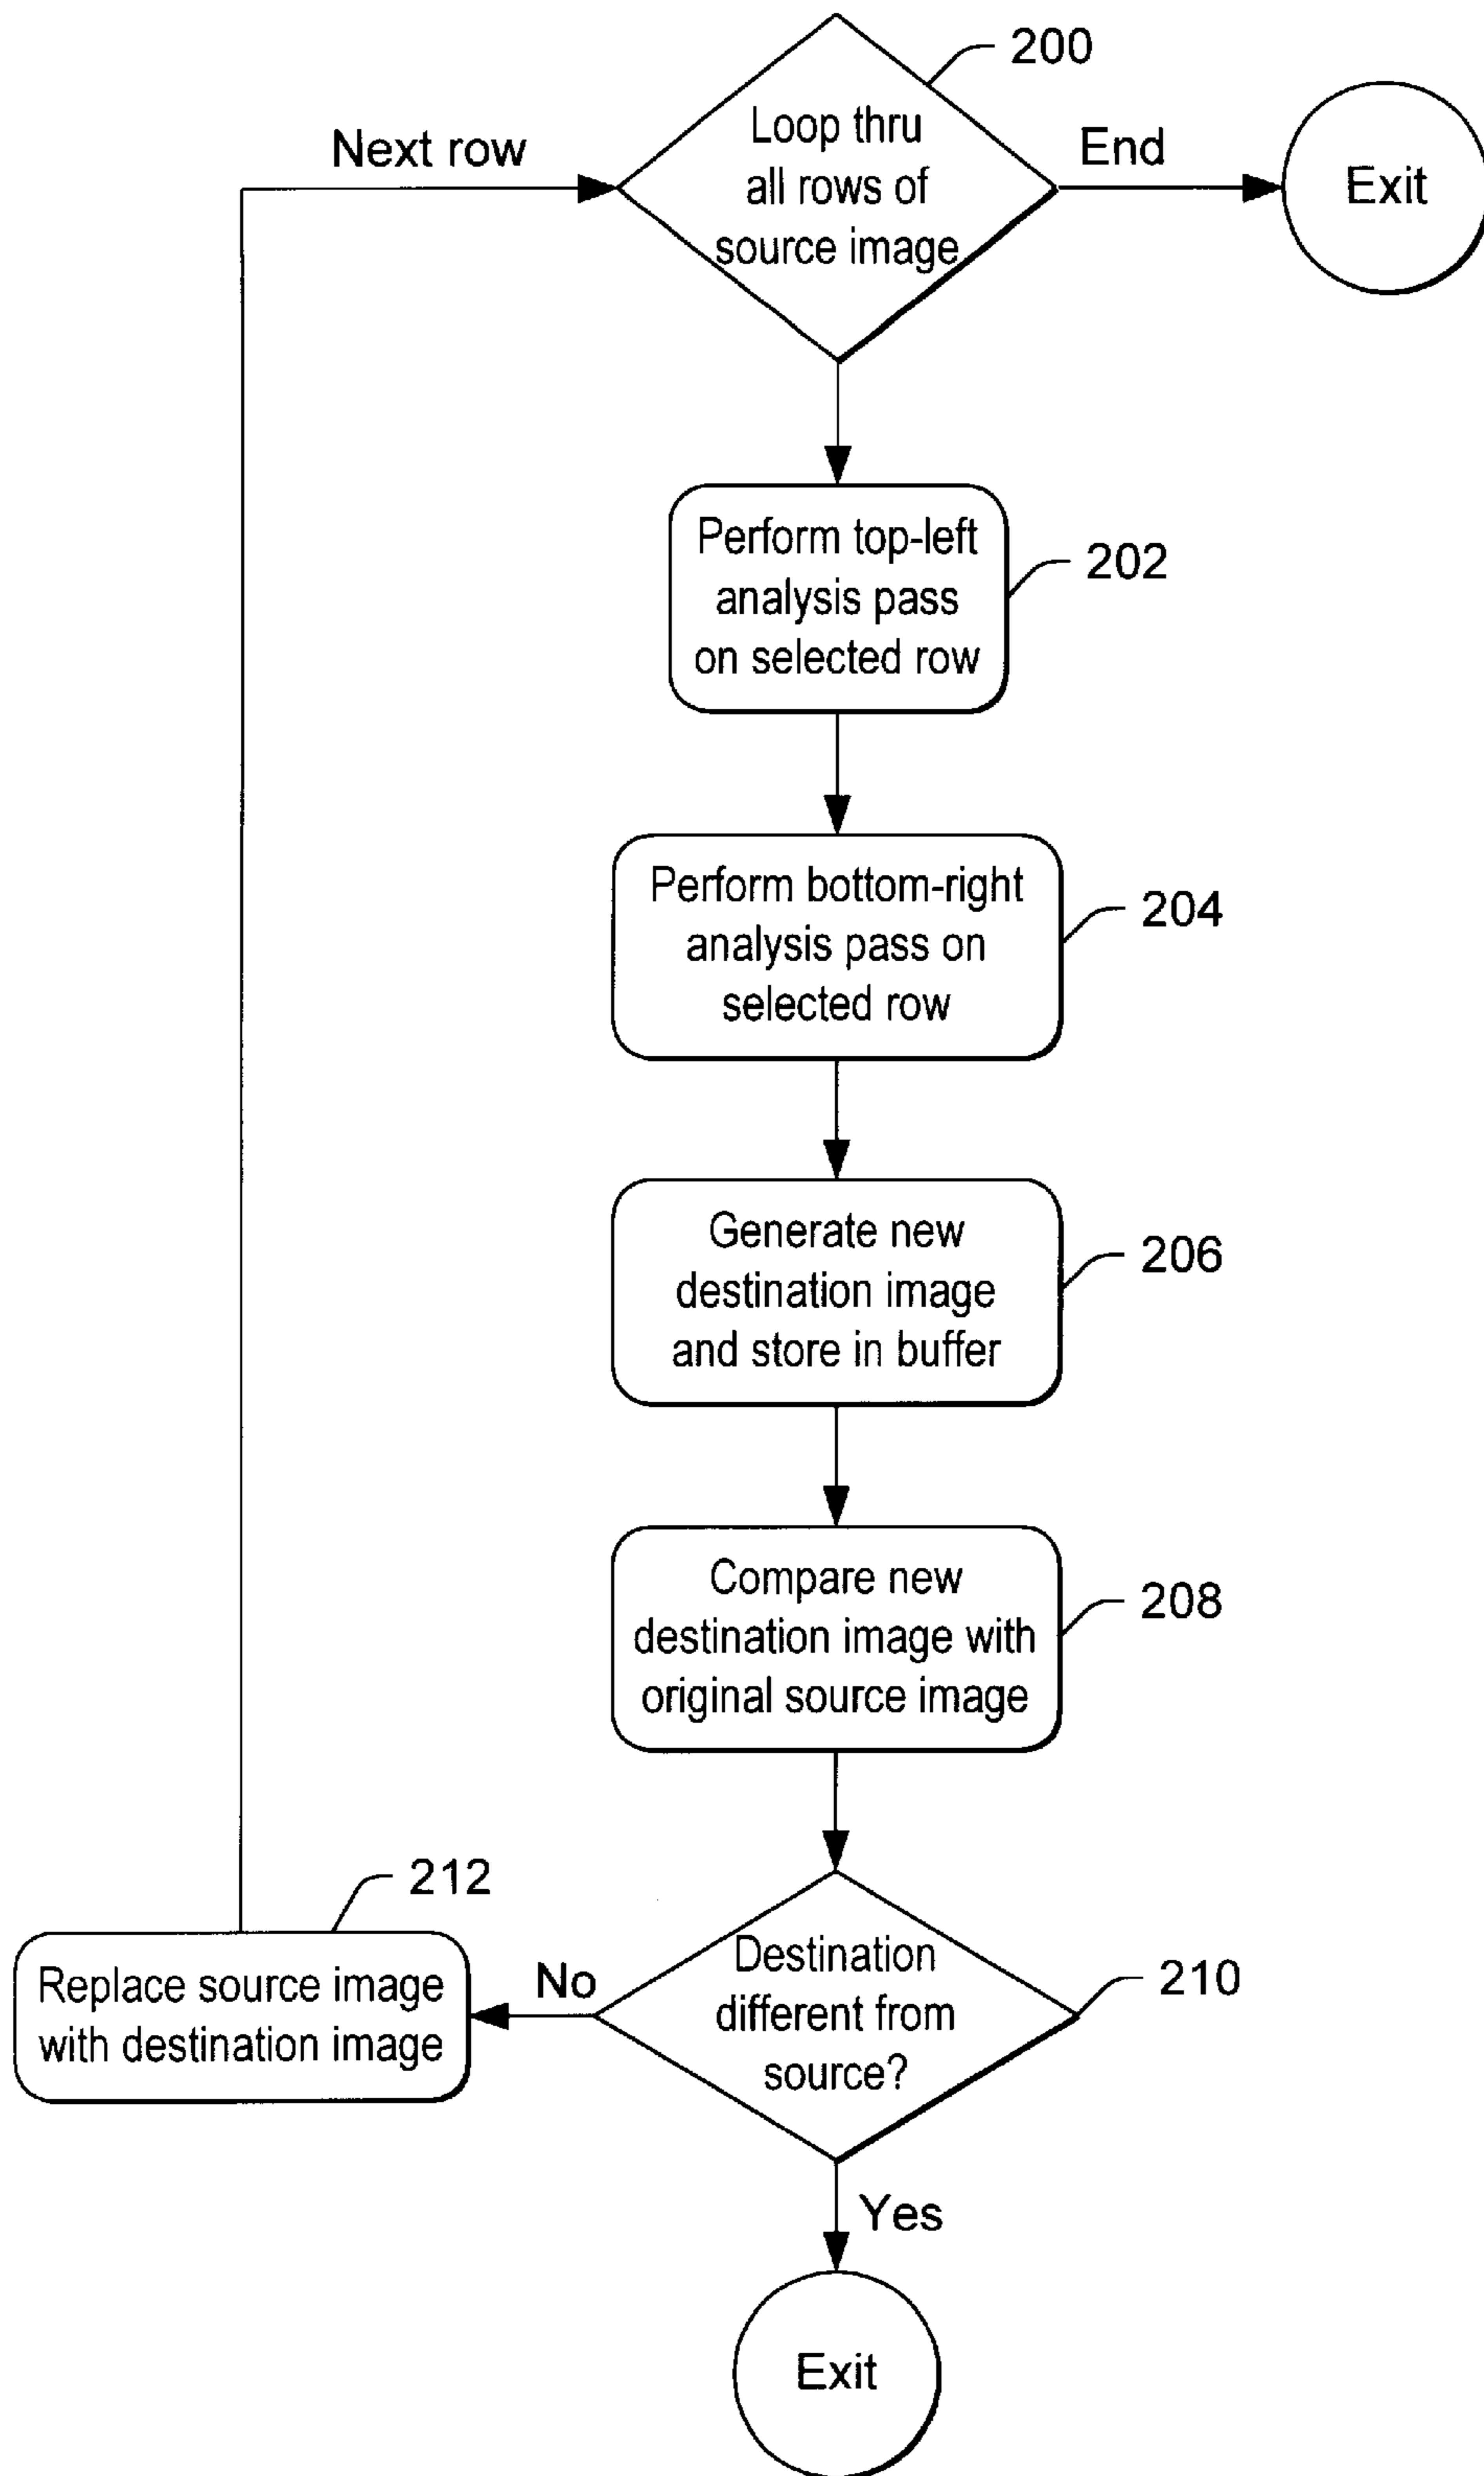 200
Loop thru
all rows of
source image
Next row
End
Exit
Perform top-left
analysis pass
on selected row
202
Perform bottom-right
analysis pass on
selected row
204
Generate new
destination image
and store in buffer
206
Compare new
destination image with
original source image
208
212
Replace source image
with destination image
No
Destination
different from
source?
210
Yes
Exit